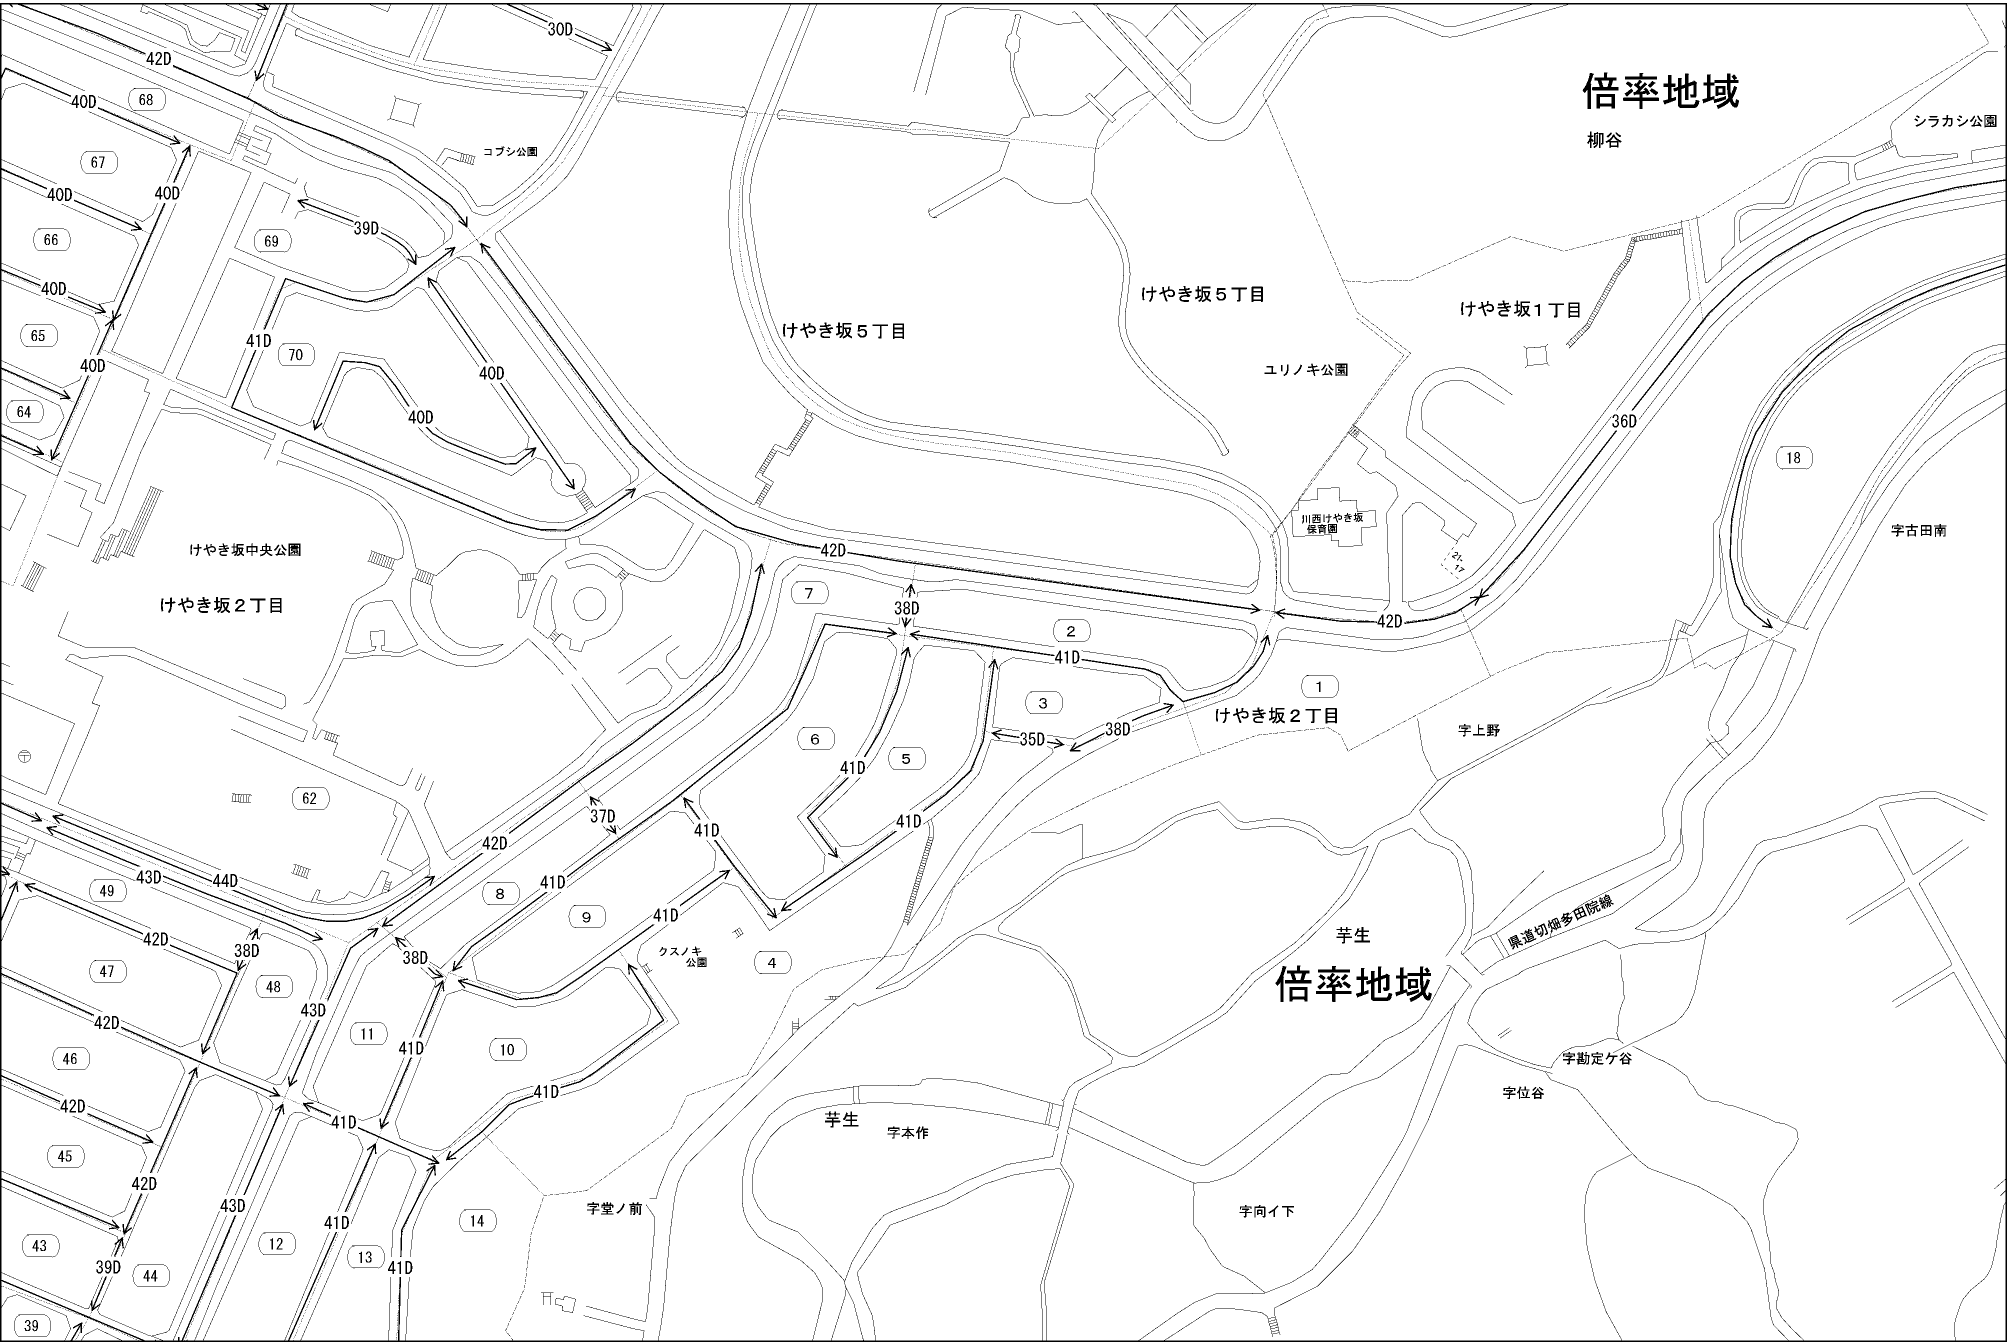 30D
42D
倍率地域
40D
68
シラカシ公園
柳谷
コブシ公園
67
40D
40D
39D
66
69
40D
けやき坂５丁目
けやき坂１丁目
けやき坂５丁目
65
41D
70
40D
40D
ユリノキ公園
64
40D
36D
18
川西けやき坂
保育園
字古田南
けやき坂中央公園
42D
21-17
7
けやき坂２丁目
38D
42D
2
41D
1
3
けやき坂２丁目
38D
字上野
6
35D
〒
5
41D
62
37D
41D
41D
42D
43D
44D
41D
49
8
9
41D
県道切畑多田院線
42D
38D
芋生
38D
クスノキ
公園
4
47
48
倍率地域
43D
42D
11
41D
10
46
字勘定ケ谷
41D
字位谷
42D
41D
芋生
字本作
45
42D
43D
字堂ノ前
字向イ下
41D
14
43
12
13
39D
44
41D
39